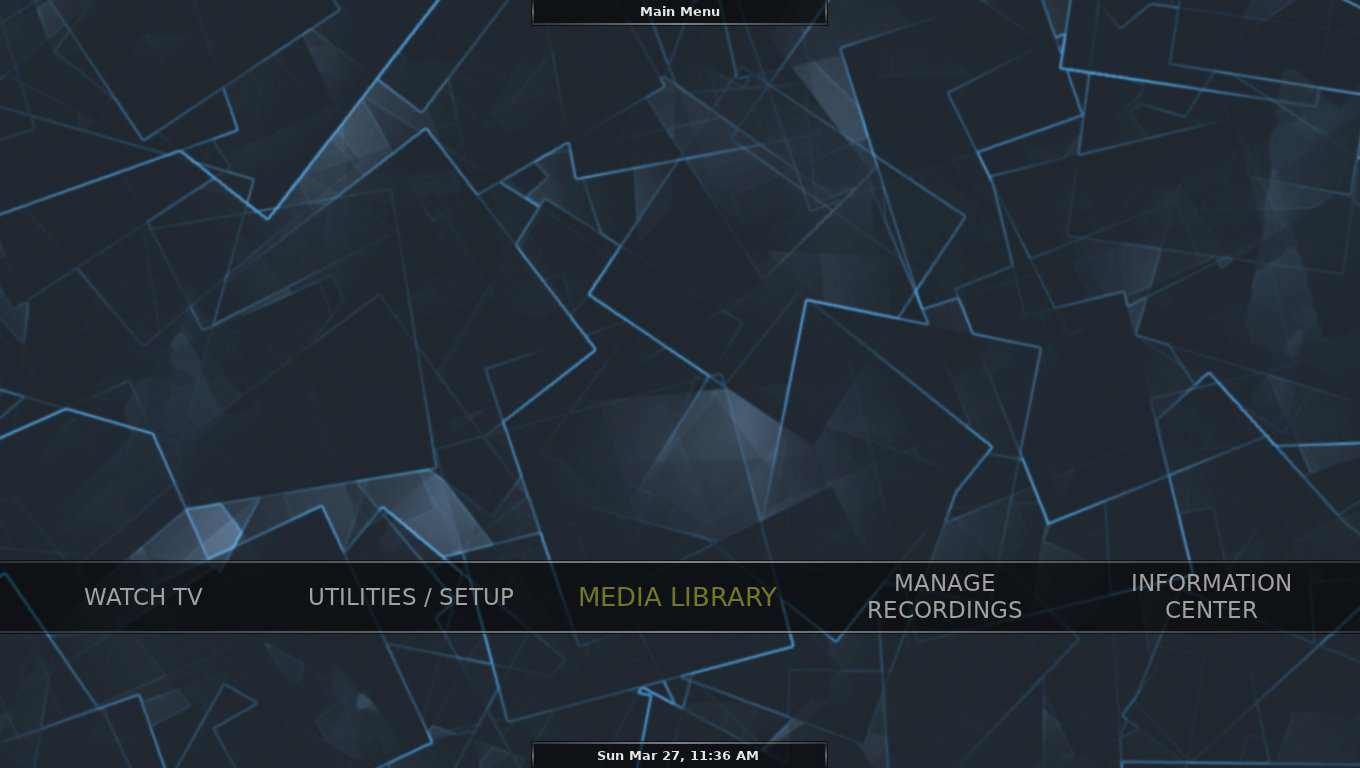 Main Menu
WATCH TV
UTILITIES / SETUP
MEDIA LIBRARY
MANAGE
RECORDINGS
INFORMATION
CENTER
Sun Mar 27, 11:36 AM